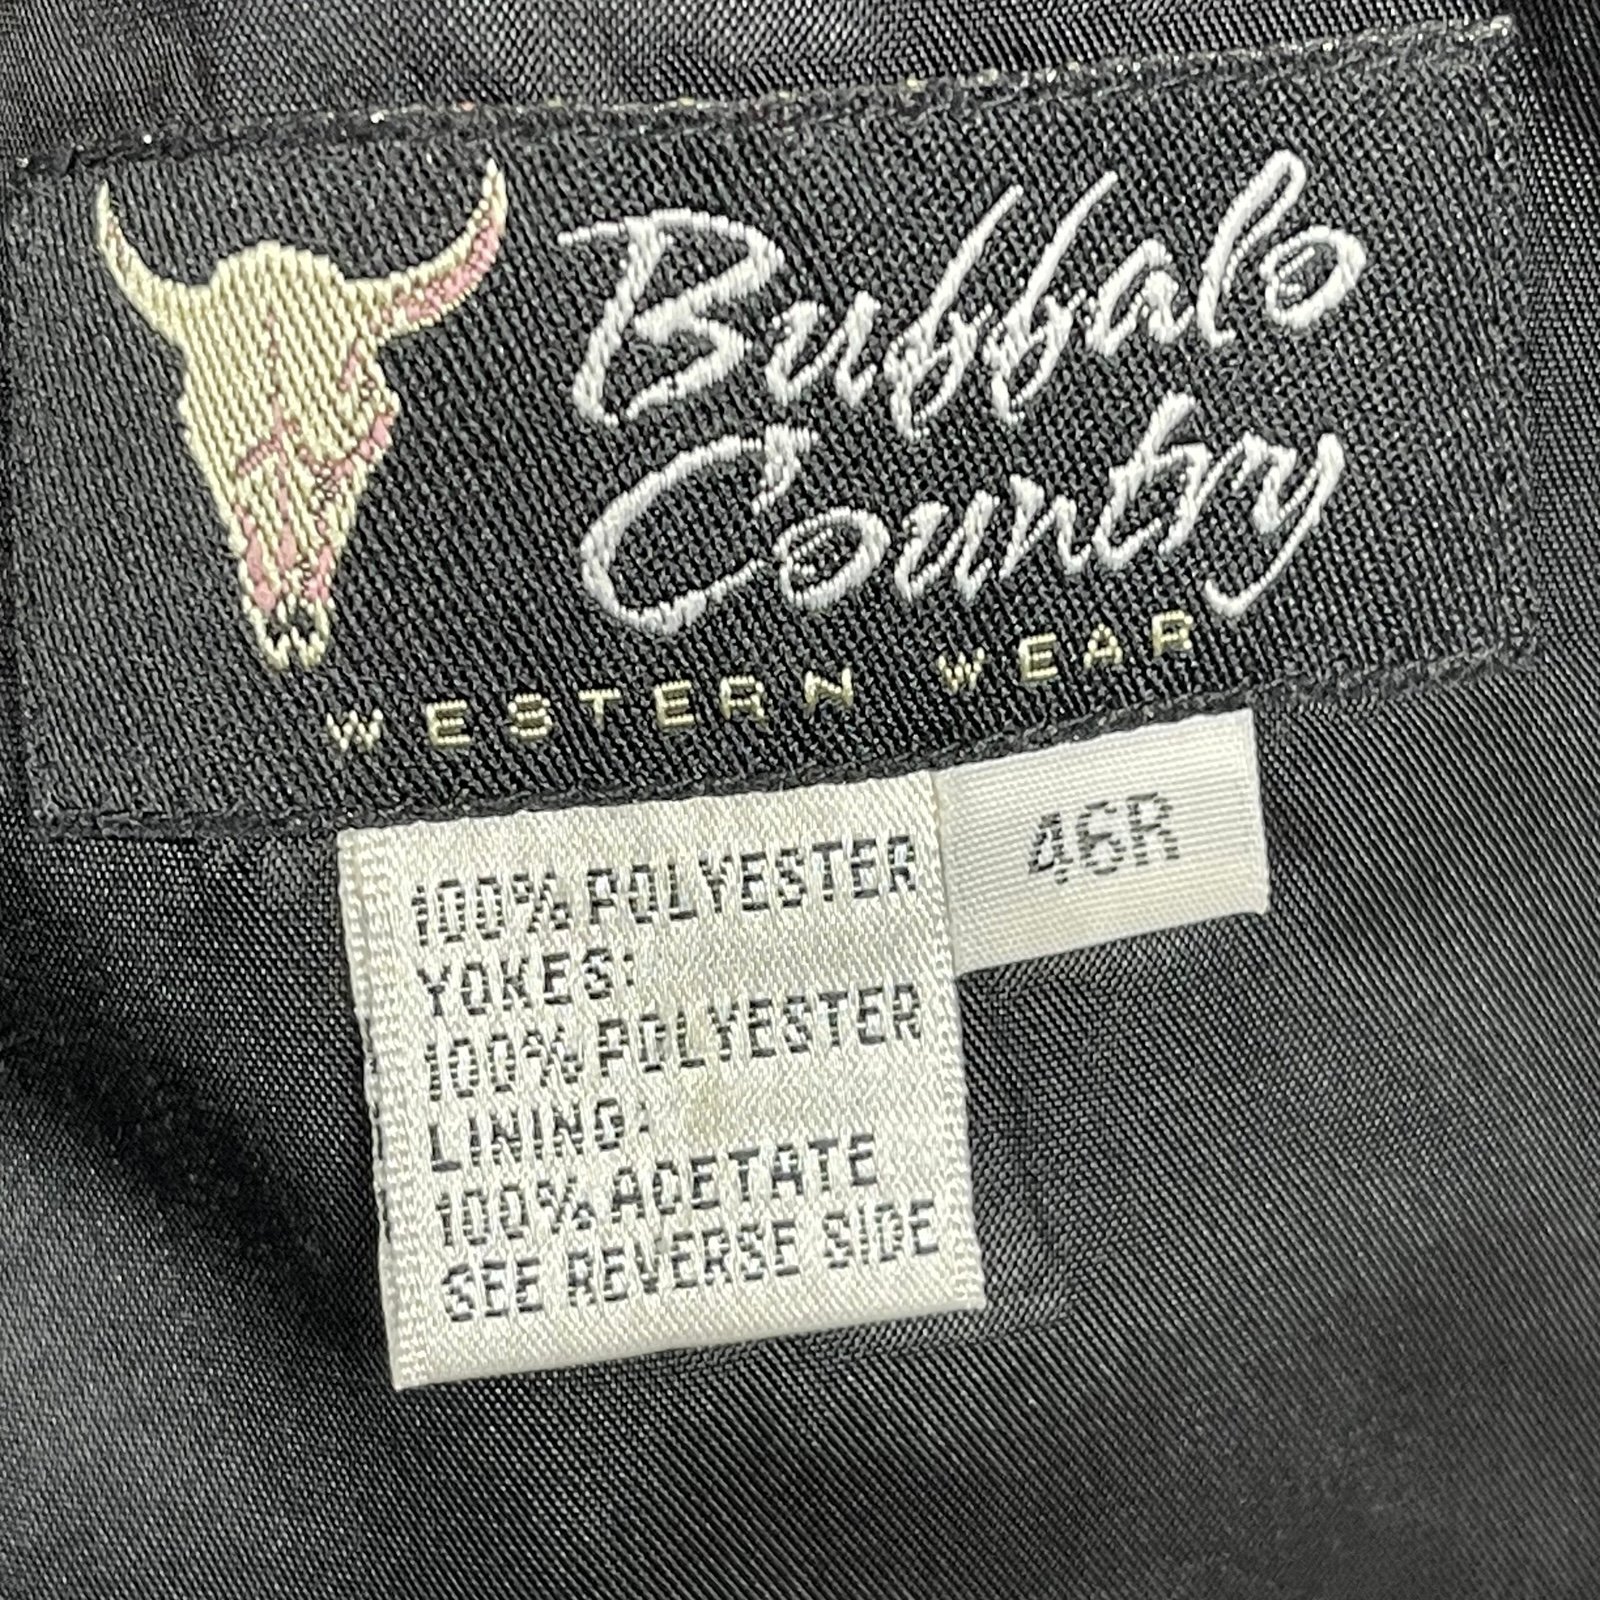 Buffalo
Country
WESTERN WEAR
46R
100% POLYESTER
YOKES:
100% POLYESTER
LINING:
100% ACETATE
SEE REVERSE SIDE